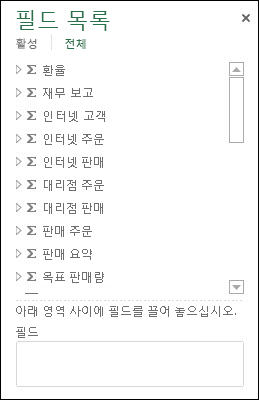 필드 목록
활성 전체
Σ 환율
Σ 재무 보고
Σ 인터넷 고객
Σ 인터넷 주문
Σ 인터넷 판매
Σ 대리점 주문
Σ 대리점 판매
Σ 판매 주문
Σ 판매 요약
Σ 목표 판매량
아래 영역 사이에 필드를 끌어 놓으십시오.
필드